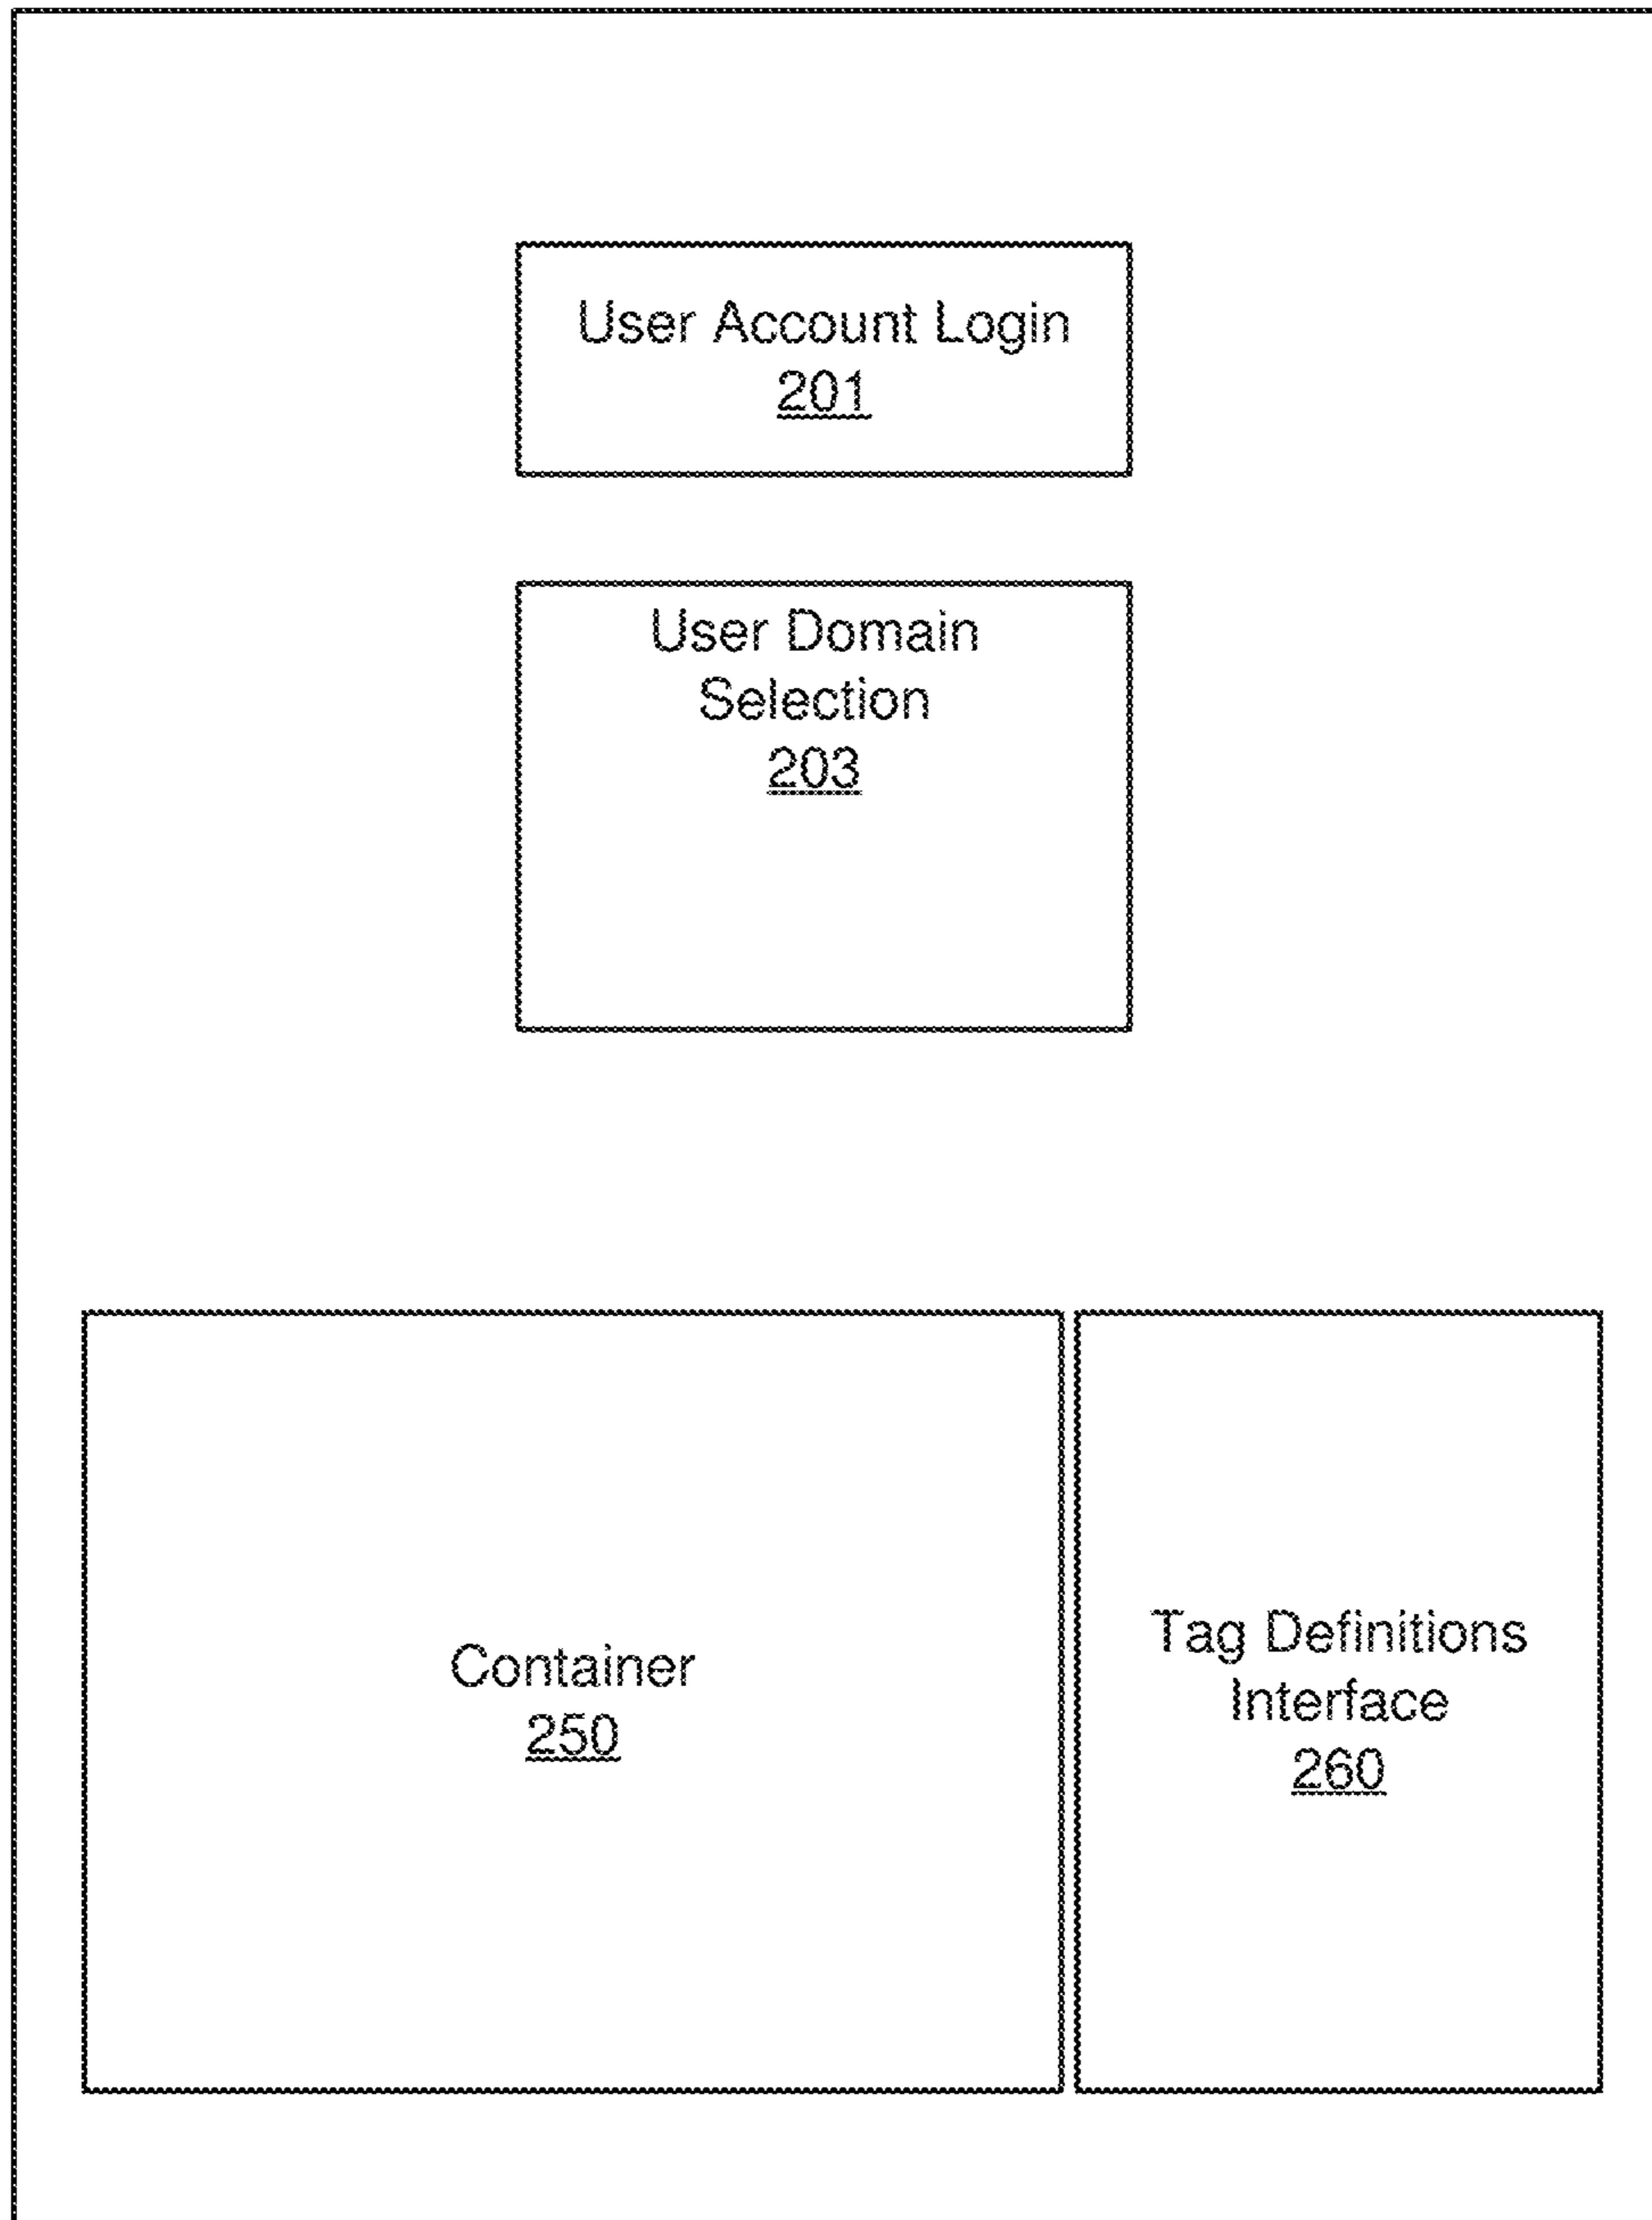 User Account Login
201
User Domain
Selection
203
Container
250
Tag Definitions
Interface
260